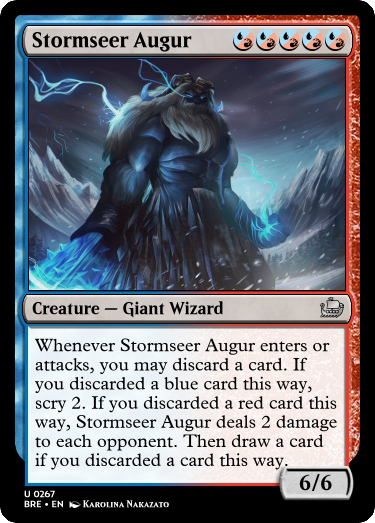 Stormseer Augur
Creature — Giant Wizard
Whenever Stormseer Augur enters or
attacks, you may discard a card. If
you discarded a blue card this way,
scry 2. If you discarded a red card this
way, Stormseer Augur deals 2 damage
to each opponent. Then draw a card
if you discarded a card this way.
6/6
U 0267
BRE • EN Karolina Nakazato